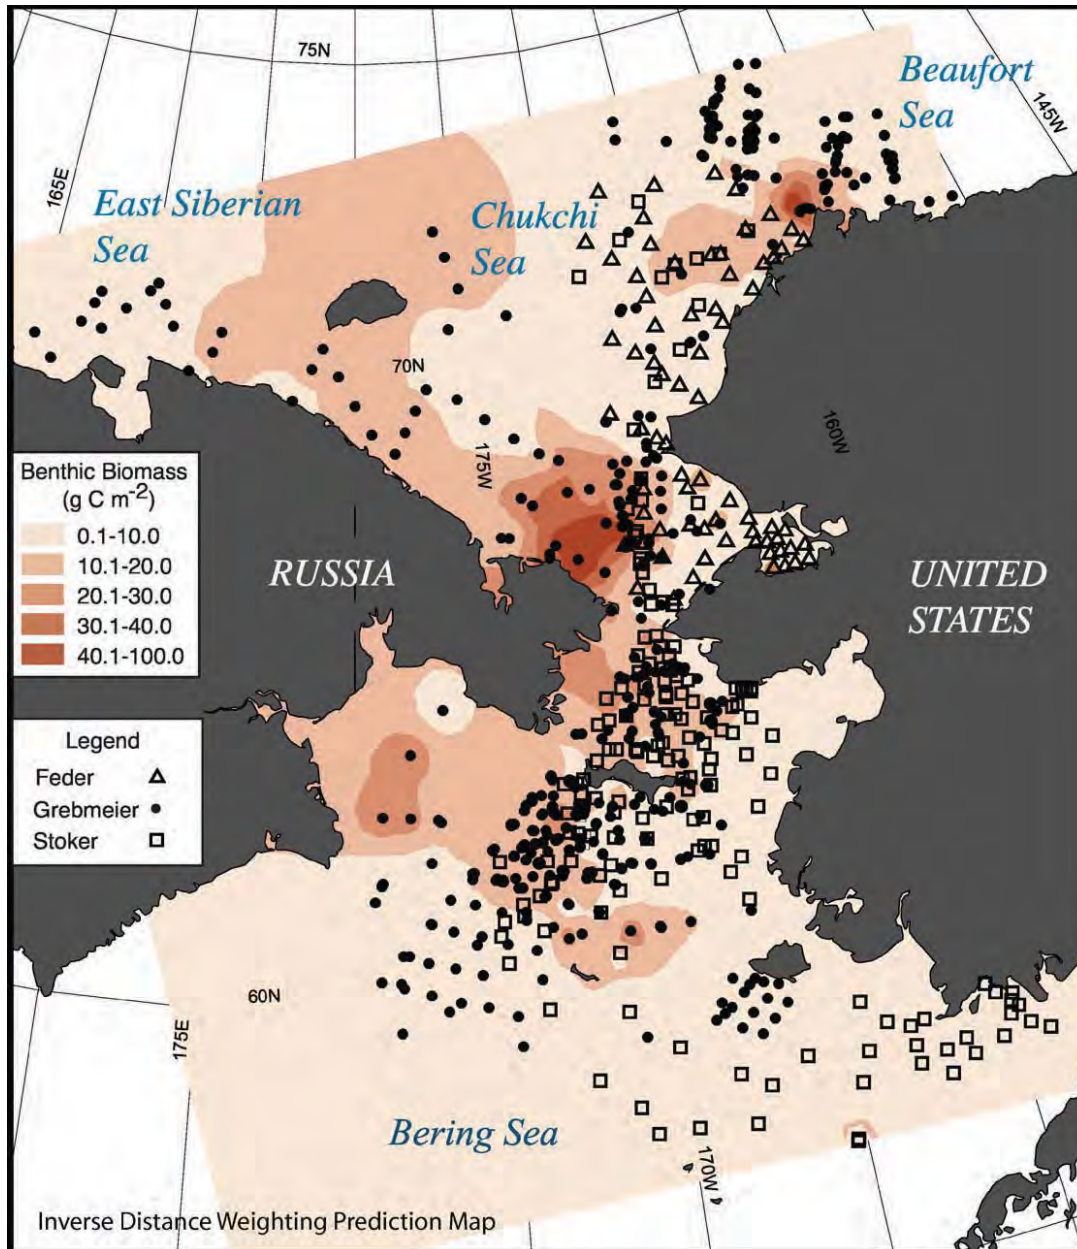 75N
Beaufort
Sea
145W
165E
East Siberian
Sea
Chukchi
Sea
70N
160W
175W
Benthic Biomass
(g C m-2)
0.1-10.0
10.1-20.0
20.1-30.0
30.1-40.0
40.1-100.0
RUSSIA
UNITED
STATES
Legend
Feder
Grebmeier
Stoker
60N
175E
Bering Sea
170W
Inverse Distance Weighting Prediction Map